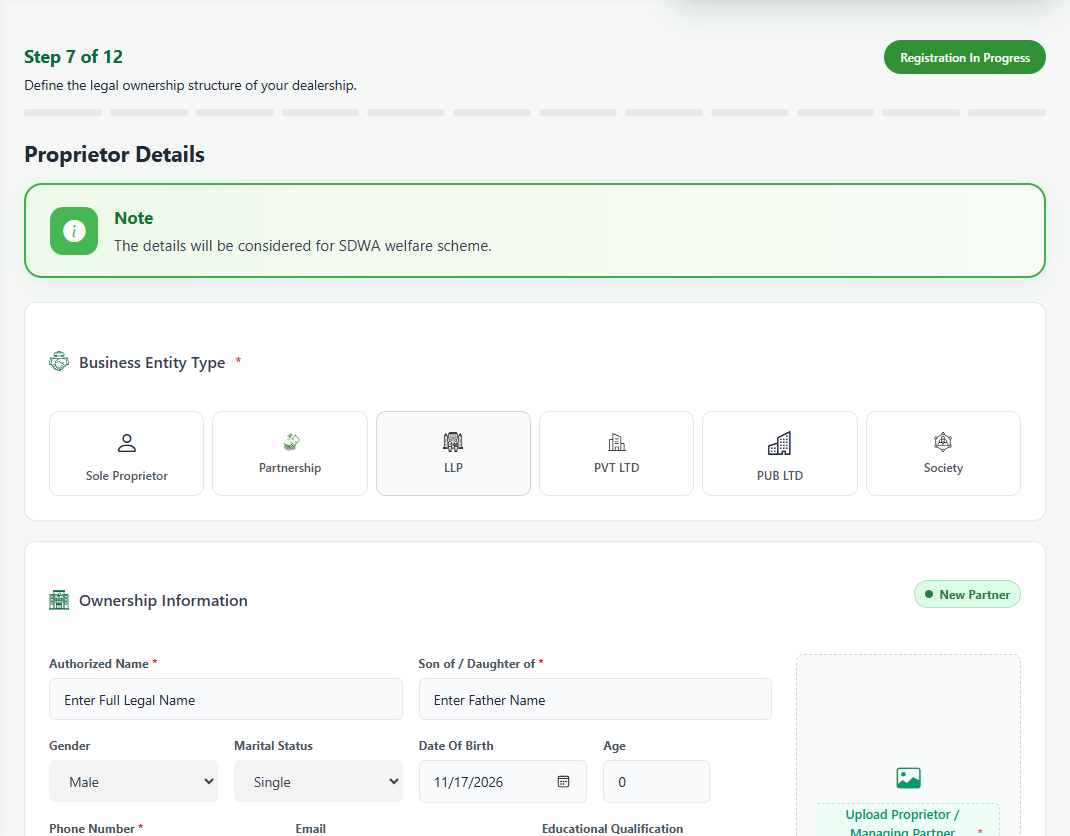 Step 7 of 12
Registration In Progress
Define the legal ownership structure of your dealership.
Proprietor Details
Note
The details will be considered for SDWA welfare scheme.
Business Entity Type *
Sole Proprietor
Partnership
LLP
PVT LTD
PUB LTD
Society
Ownership Information
New Partner
Authorized Name *
Son of / Daughter of *
Enter Full Legal Name
Enter Father Name
Gender
Marital Status
Date Of Birth
Age
Male
Single
11/17/2026
0
Upload Proprietor /
Managing Partner *
Phone Number *
Email
Educational Qualification